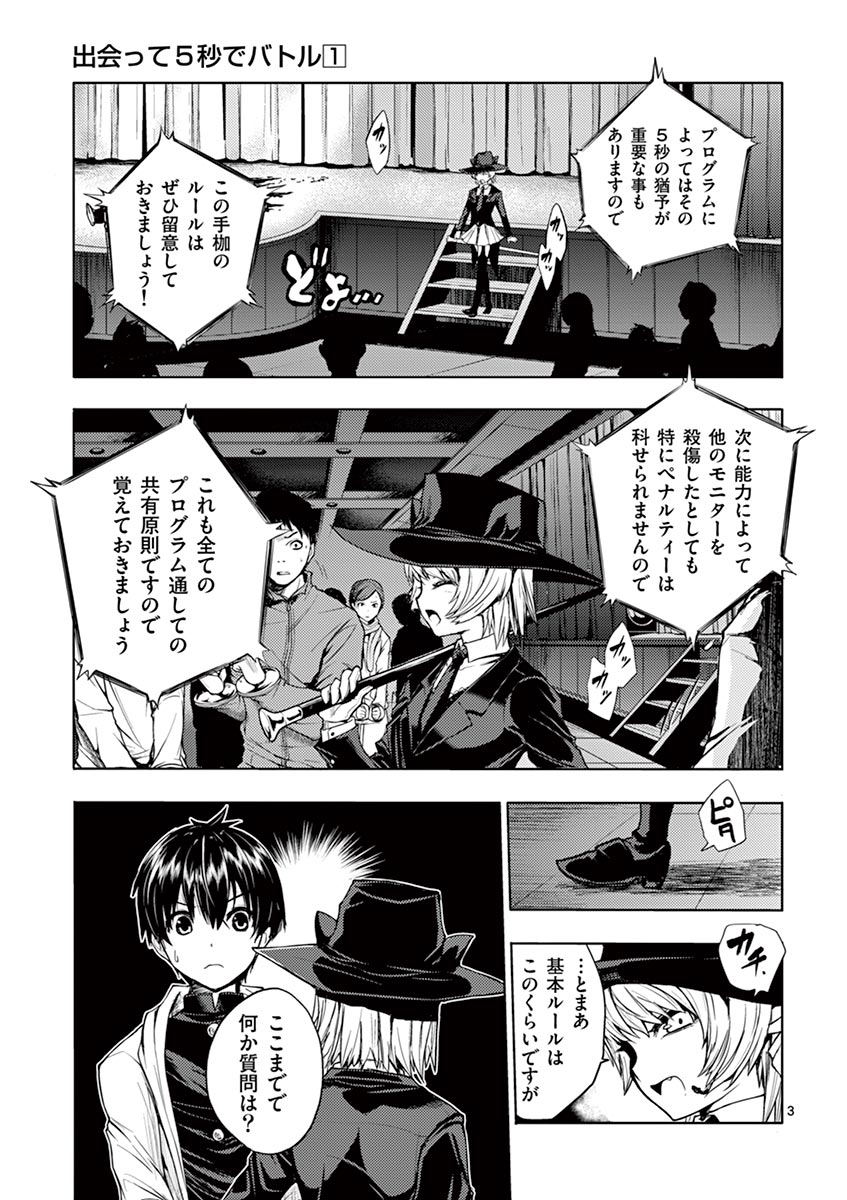 出会って５秒でバトル1
プログラムに
よってはその
５秒の猶予が
重要な事も
ありますので
カッ
カッ
この手枷の
ルールは
ぜひ留意して
おきましょう！
どよ…
次に能力によって
他のモニターを
殺傷したとしても
特にペナルティーは
科せられませんので
カッ
カッ
これも全ての
プログラム通しての
共有原則ですので
覚えておきましょう
ピタ
カチ
…とまあ
基本ルールは
このくらいですが
ここまでで
何か質問は？
3